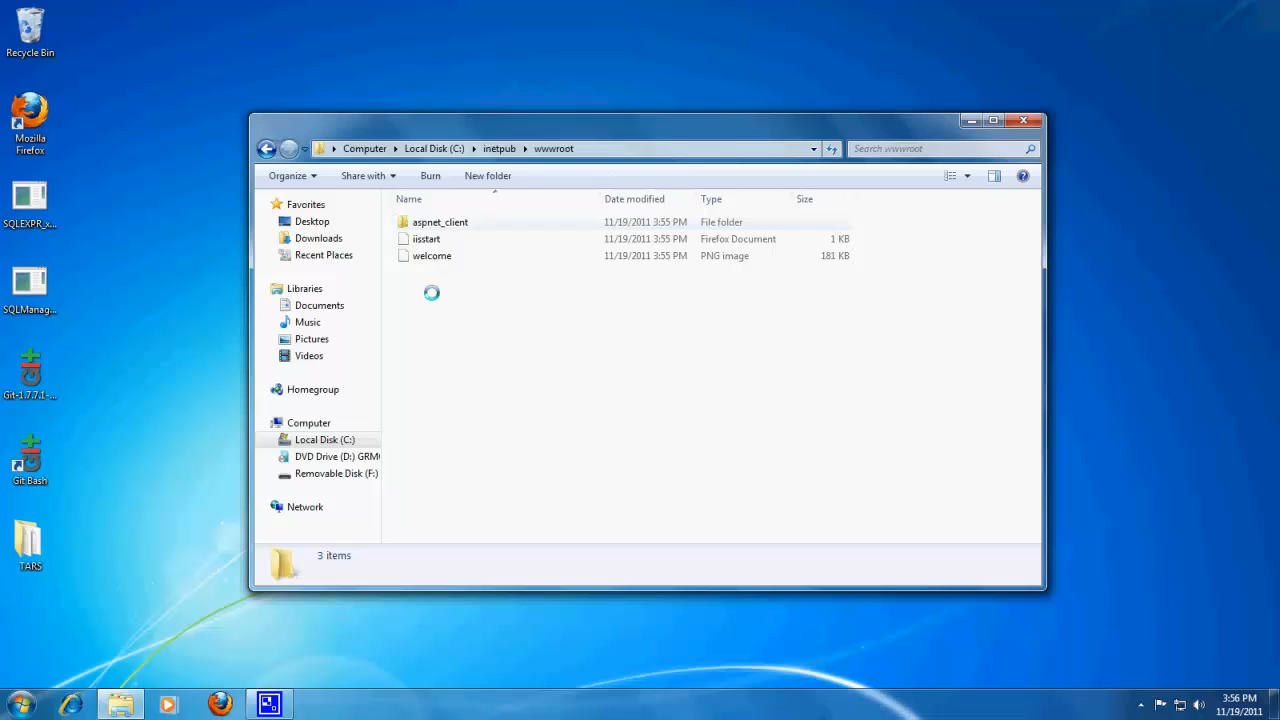 Recycle Bin
Mozilla
Firefox
SQLEXPR_x...
SQLManag...
Git-1.7.7.1-...
Git Bash
TARS
Computer Local Disk (C:) inetpub wwwroot
Search wwwroot
Organize Share with Burn New folder
Name Date modified Type Size
aspnet_client 11/19/2011 3:55 PM File folder
iisstart 11/19/2011 3:55 PM Firefox Document 1 KB
welcome 11/19/2011 3:55 PM PNG image 181 KB
Favorites
Desktop
Downloads
Recent Places
Libraries
Documents
Music
Pictures
Videos
Homegroup
Computer
Local Disk (C:)
DVD Drive (D:) GRM
Removable Disk (F:)
Network
3 items
3:56 PM
11/19/2011